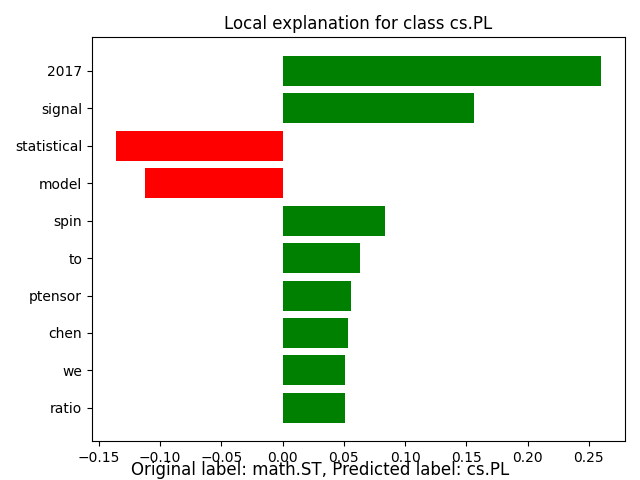 Local explanation for class cs.PL
2017
signal
statistical
model
spin
to
ptensor
chen
we
ratio
−0.15 −0.10 −0.05 0.00 0.05 0.10 0.15 0.20 0.25
Original label: math.ST, Predicted label: cs.PL